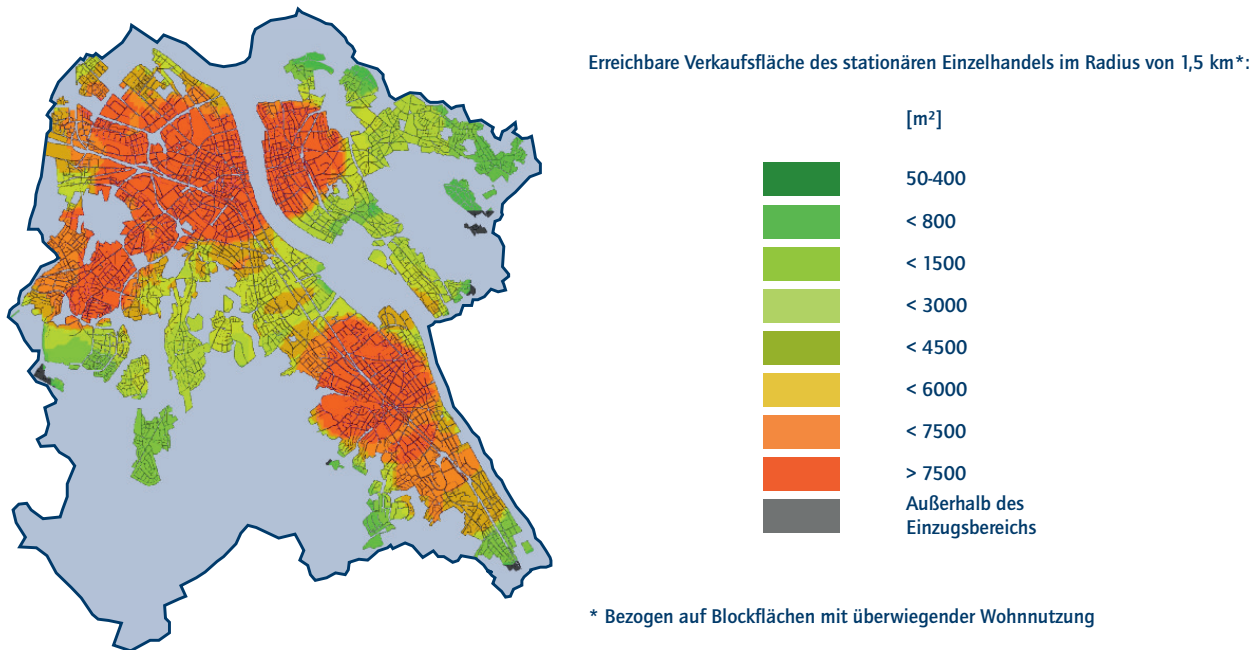 Erreichbare Verkaufsfläche des stationären Einzelhandels im Radius von 1,5 km*:
[m²]
50-400
< 800
< 1500
< 3000
< 4500
< 6000
< 7500
> 7500
Außerhalb des
Einzugsbereichs
* Bezogen auf Blockflächen mit überwiegender Wohnnutzung